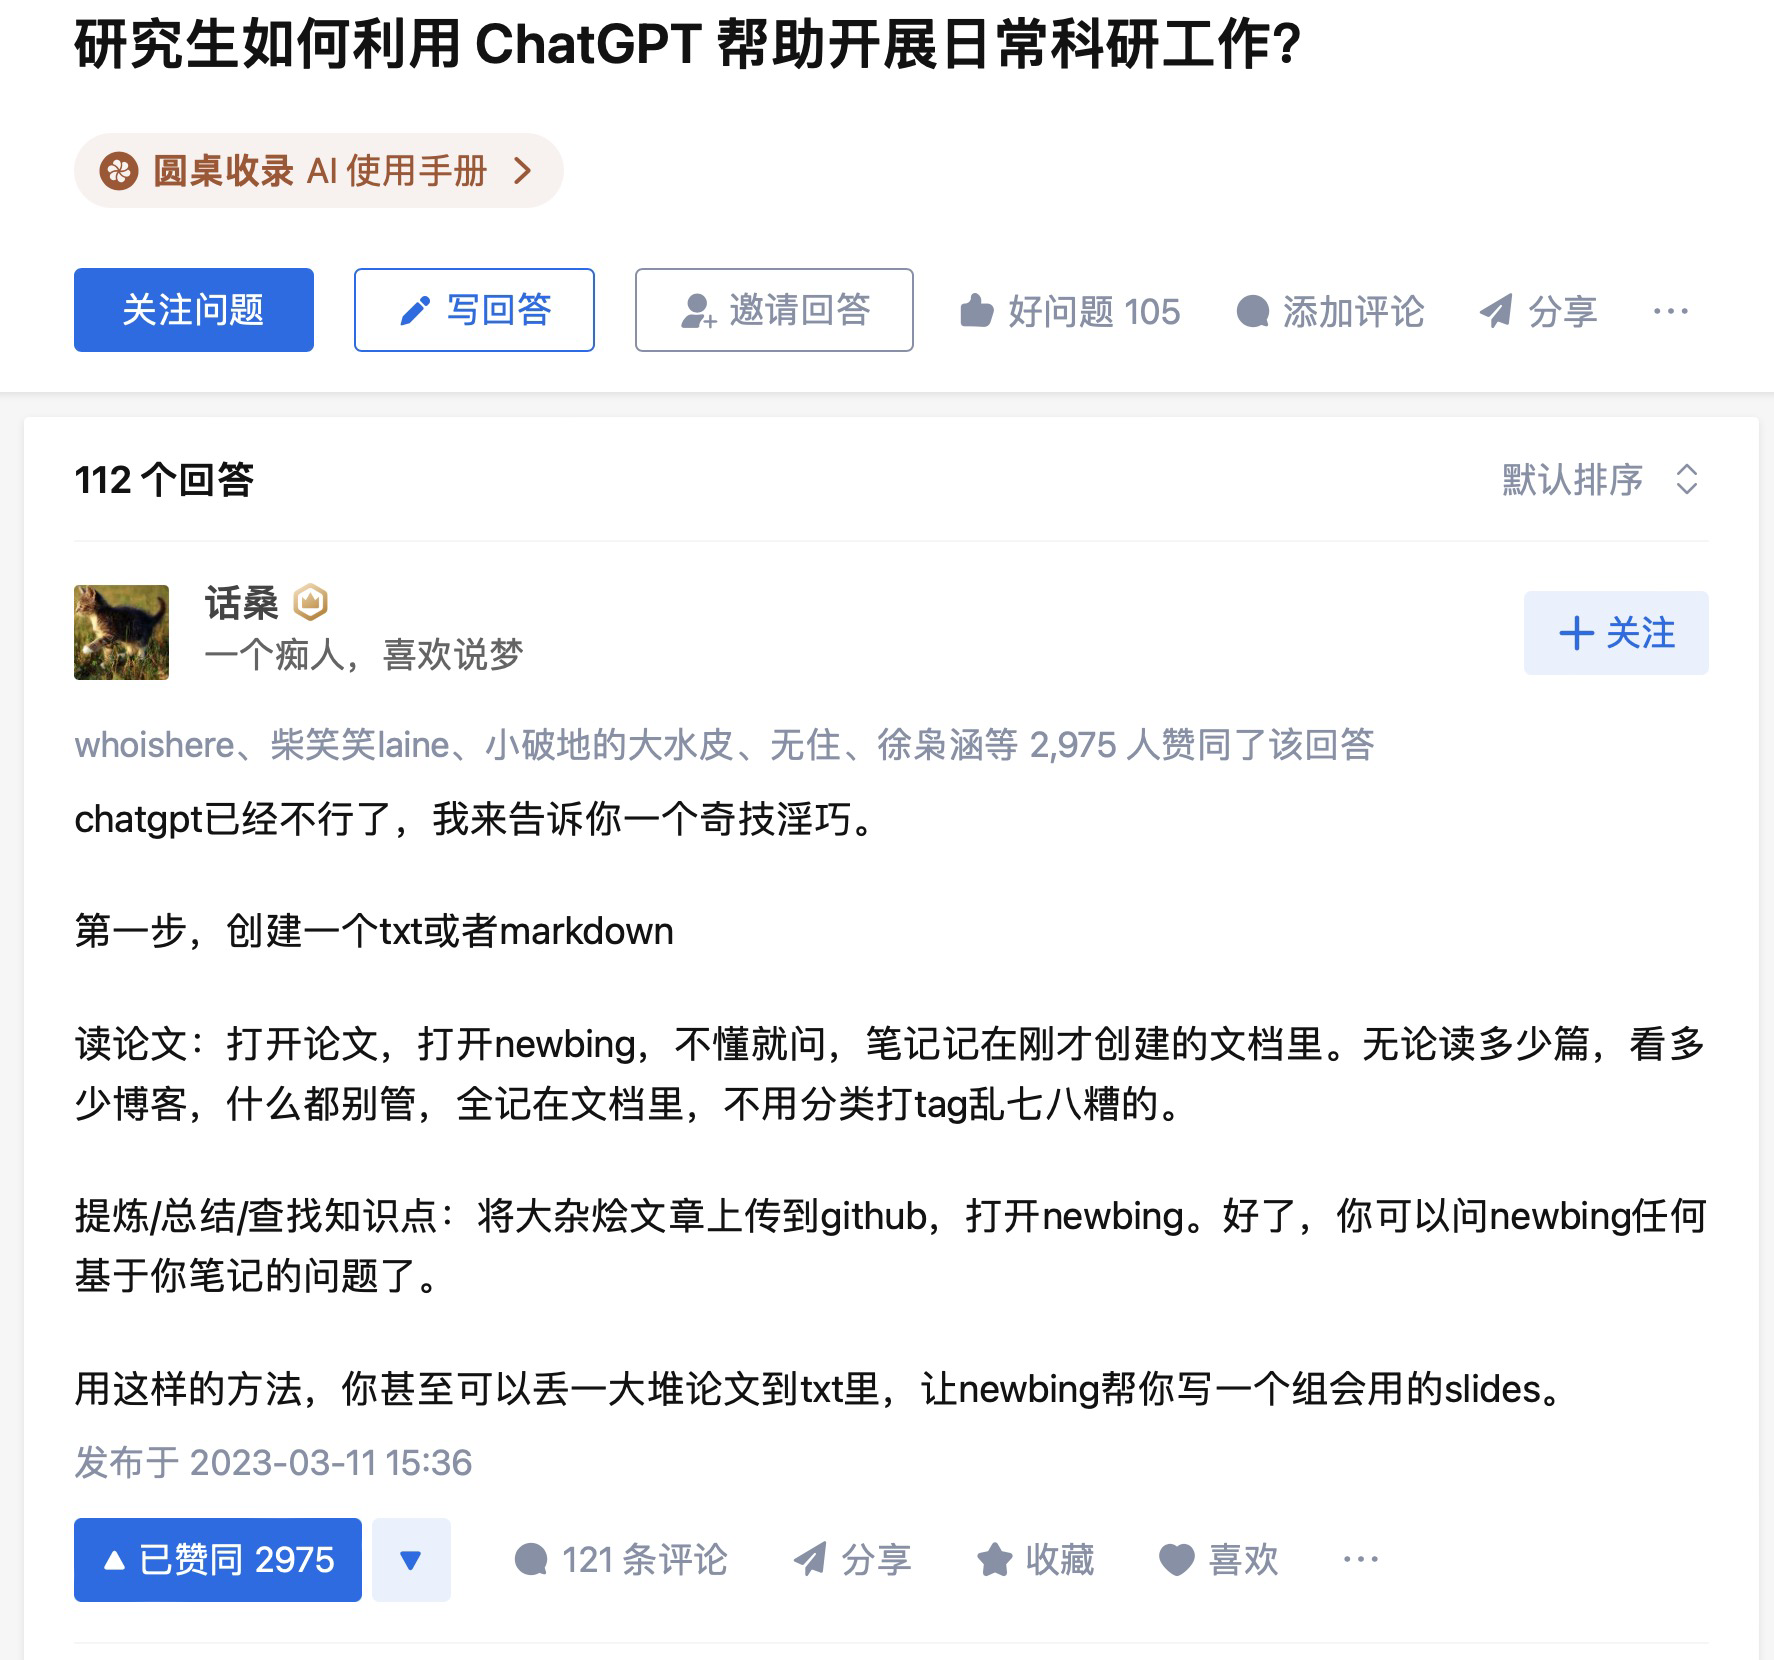 研究生如何利用 ChatGPT 帮助开展日常科研工作?
圆桌收录 AI 使用手册
关注问题
写回答
邀请回答
好问题 105
添加评论
分享
112 个回答
默认排序
话桑
一个痴人，喜欢说梦
关注
whoishere、柴笑笑laine、小破地的大水皮、无住、徐枭涵等 2,975 人赞同了该回答
chatgpt已经不行了，我来告诉你一个奇技淫巧。
第一步，创建一个txt或者markdown
读论文：打开论文，打开newbing，不懂就问，笔记记在刚才创建的文档里。无论读多少篇，看多
少博客，什么都别管，全记在文档里，不用分类打tag乱七八糟的。
提炼/总结/查找知识点：将大杂烩文章上传到github，打开newbing。好了，你可以问newbing任何
基于你笔记的问题了。
用这样的方法，你甚至可以丢一大堆论文到txt里，让newbing帮你写一个组会用的slides。
发布于 2023-03-11 15:36
已赞同 2975
121 条评论
分享
收藏
喜欢